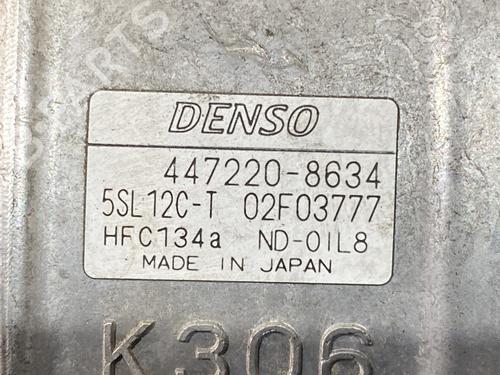 DENSO
447220-8634
5SL12C-T 02F03777
HFC134a ND-OIL8
MADE IN JAPAN
K306